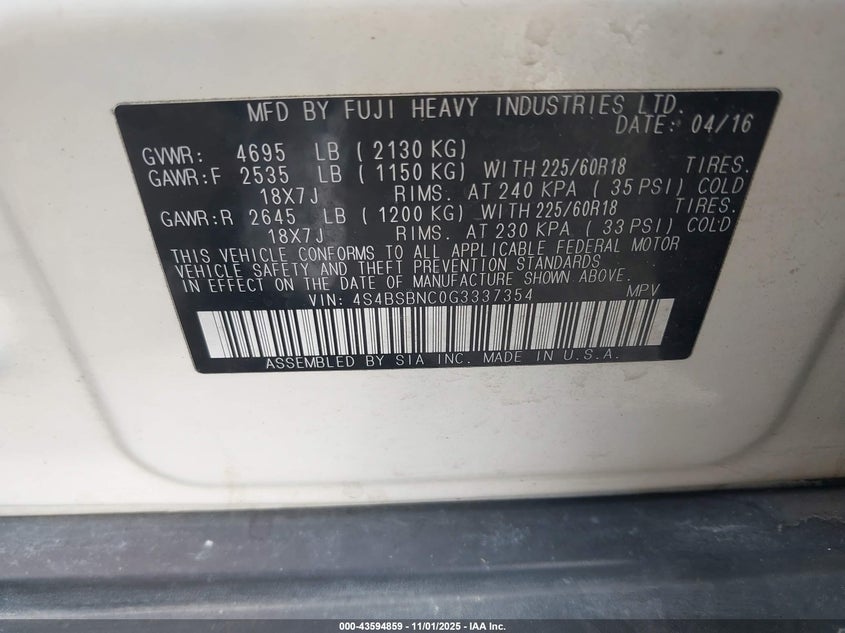 MFD BY FUJI HEAVY INDUSTRIES LTD.
DATE: 04/16
GVWR: 4695 LB ( 2130 KG)
GAWR:F 2535 LB ( 1150 KG) WITH 225/60R18 TIRES.
18X7J RIMS. AT 240 KPA ( 35 PSI) COLD
GAWR:R 2645 LB ( 1200 KG) WITH 225/60R18 TIRES.
18X7J RIMS. AT 230 KPA ( 33 PSI) COLD
THIS VEHICLE CONFORMS TO ALL APPLICABLE FEDERAL MOTOR
VEHICLE SAFETY AND THEFT PREVENTION STANDARDS
IN EFFECT ON THE DATE OF MANUFACTURE SHOWN ABOVE.
VIN: 4S4BSBNC0G3337354 MPV
ASSEMBLED BY SIA INC. MADE IN U.S.A.
000-43594859 - 11/01/2025 - IAA Inc.